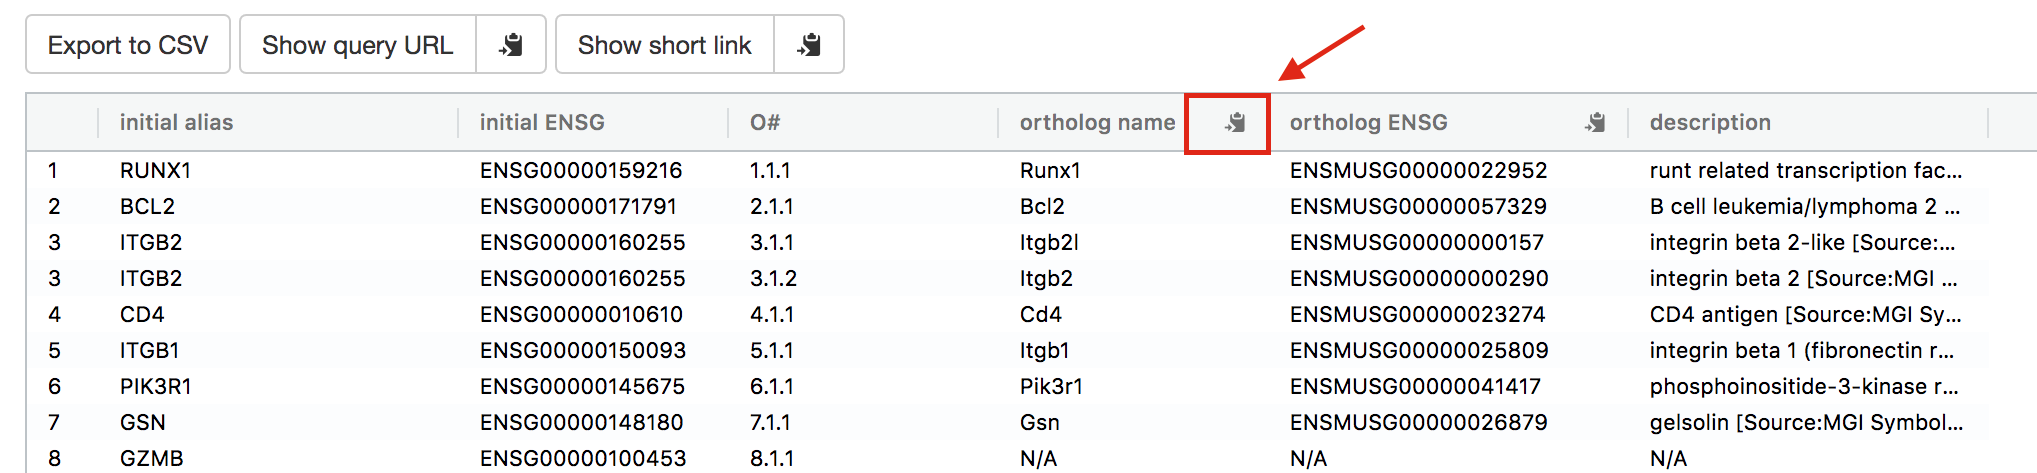 Export to CSV Show query URL Show short link
initial alias initial ENSG O# ortholog name ortholog ENSG description
1 RUNX1 ENSG00000159216 1.1.1 Runx1 ENSMUSG00000022952 runt related transcription fac...
2 BCL2 ENSG00000171791 2.1.1 Bcl2 ENSMUSG00000057329 B cell leukemia/lymphoma 2 ...
3 ITGB2 ENSG00000160255 3.1.1 Itgb2l ENSMUSG00000000157 integrin beta 2-like [Source:...
3 ITGB2 ENSG00000160255 3.1.2 Itgb2 ENSMUSG00000000290 integrin beta 2 [Source:MGI ...
4 CD4 ENSG00000010610 4.1.1 Cd4 ENSMUSG00000023274 CD4 antigen [Source:MGI Sy...
5 ITGB1 ENSG00000150093 5.1.1 Itgb1 ENSMUSG00000025809 integrin beta 1 (fibronectin r...
6 PIK3R1 ENSG00000145675 6.1.1 Pik3r1 ENSMUSG00000041417 phosphoinositide-3-kinase r...
7 GSN ENSG00000148180 7.1.1 Gsn ENSMUSG00000026879 gelsolin [Source:MGI Symbol...
8 GZMB ENSG00000100453 8.1.1 N/A N/A N/A